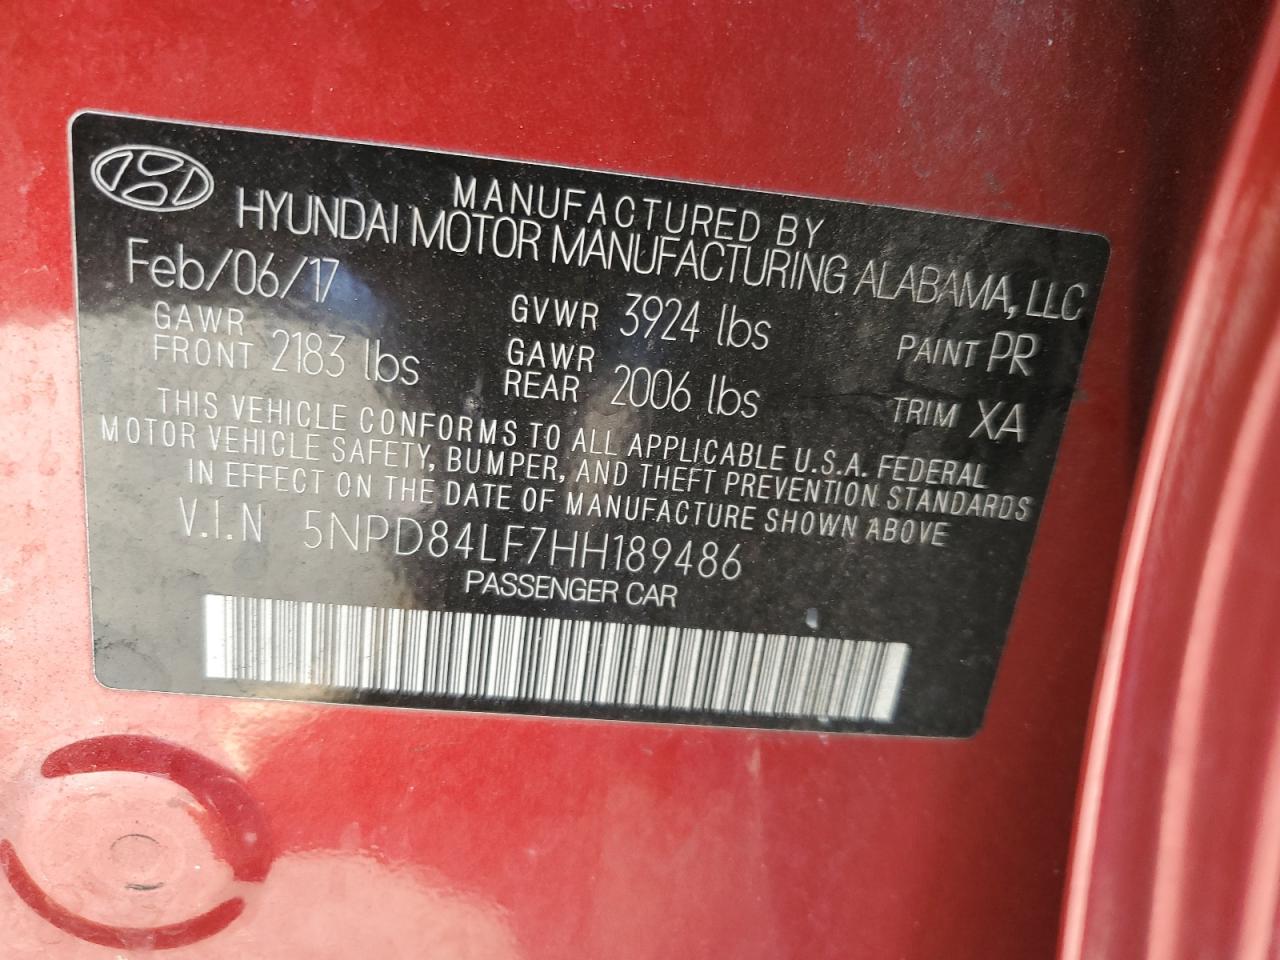 MANUFACTURED BY
HYUNDAI MOTOR MANUFACTURING ALABAMA, LLC
Feb/06/17
GVWR 3924 lbs
PAINT PR
GAWR FRONT 2183 lbs
GAWR REAR 2006 lbs
TRIM XA
THIS VEHICLE CONFORMS TO ALL APPLICABLE U.S.A. FEDERAL
MOTOR VEHICLE SAFETY, BUMPER, AND THEFT PREVENTION STANDARDS
IN EFFECT ON THE DATE OF MANUFACTURE SHOWN ABOVE
V.I.N 5NPD84LF7HH189486
PASSENGER CAR